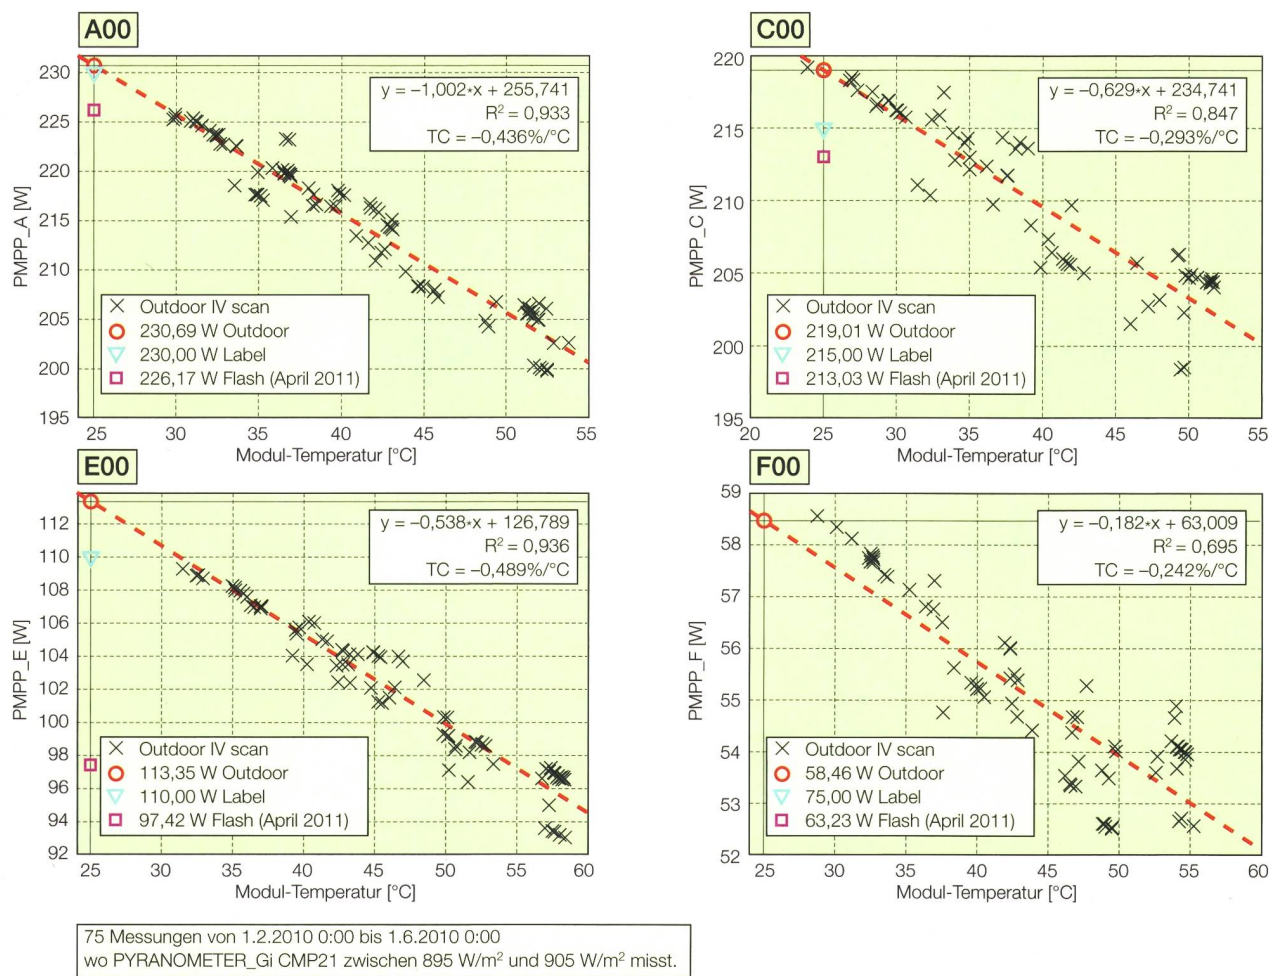 A00
y = −1,002*x + 255,741
R² = 0,933
TC = −0,436%/°C
PMPP_A [W]
230
225
220
215
210
205
200
195
Outdoor IV scan
230,69 W Outdoor
230,00 W Label
226,17 W Flash (April 2011)
25 30 35 40 45 50 55
Modul-Temperatur [°C]
C00
y = −0,629*x + 234,741
R² = 0,847
TC = −0,293%/°C
PMPP_C [W]
220
215
210
205
200
195
Outdoor IV scan
219,01 W Outdoor
215,00 W Label
213,03 W Flash (April 2011)
20 25 30 35 40 45 50 55
Modul-Temperatur [°C]
E00
y = −0,538*x + 126,789
R² = 0,936
TC = −0,489%/°C
PMPP_E [W]
112
110
108
106
104
102
100
98
96
94
92
Outdoor IV scan
113,35 W Outdoor
110,00 W Label
97,42 W Flash (April 2011)
25 30 35 40 45 50 55 60
Modul-Temperatur [°C]
F00
y = −0,182*x + 63,009
R² = 0,695
TC = −0,242%/°C
PMPP_F [W]
59
58
57
56
55
54
53
52
Outdoor IV scan
58,46 W Outdoor
75,00 W Label
63,23 W Flash (April 2011)
25 30 35 40 45 50 55 60
Modul-Temperatur [°C]
75 Messungen von 1.2.2010 0:00 bis 1.6.2010 0:00
wo PYRANOMETER_Gi CMP21 zwischen 895 W/m² und 905 W/m² misst.